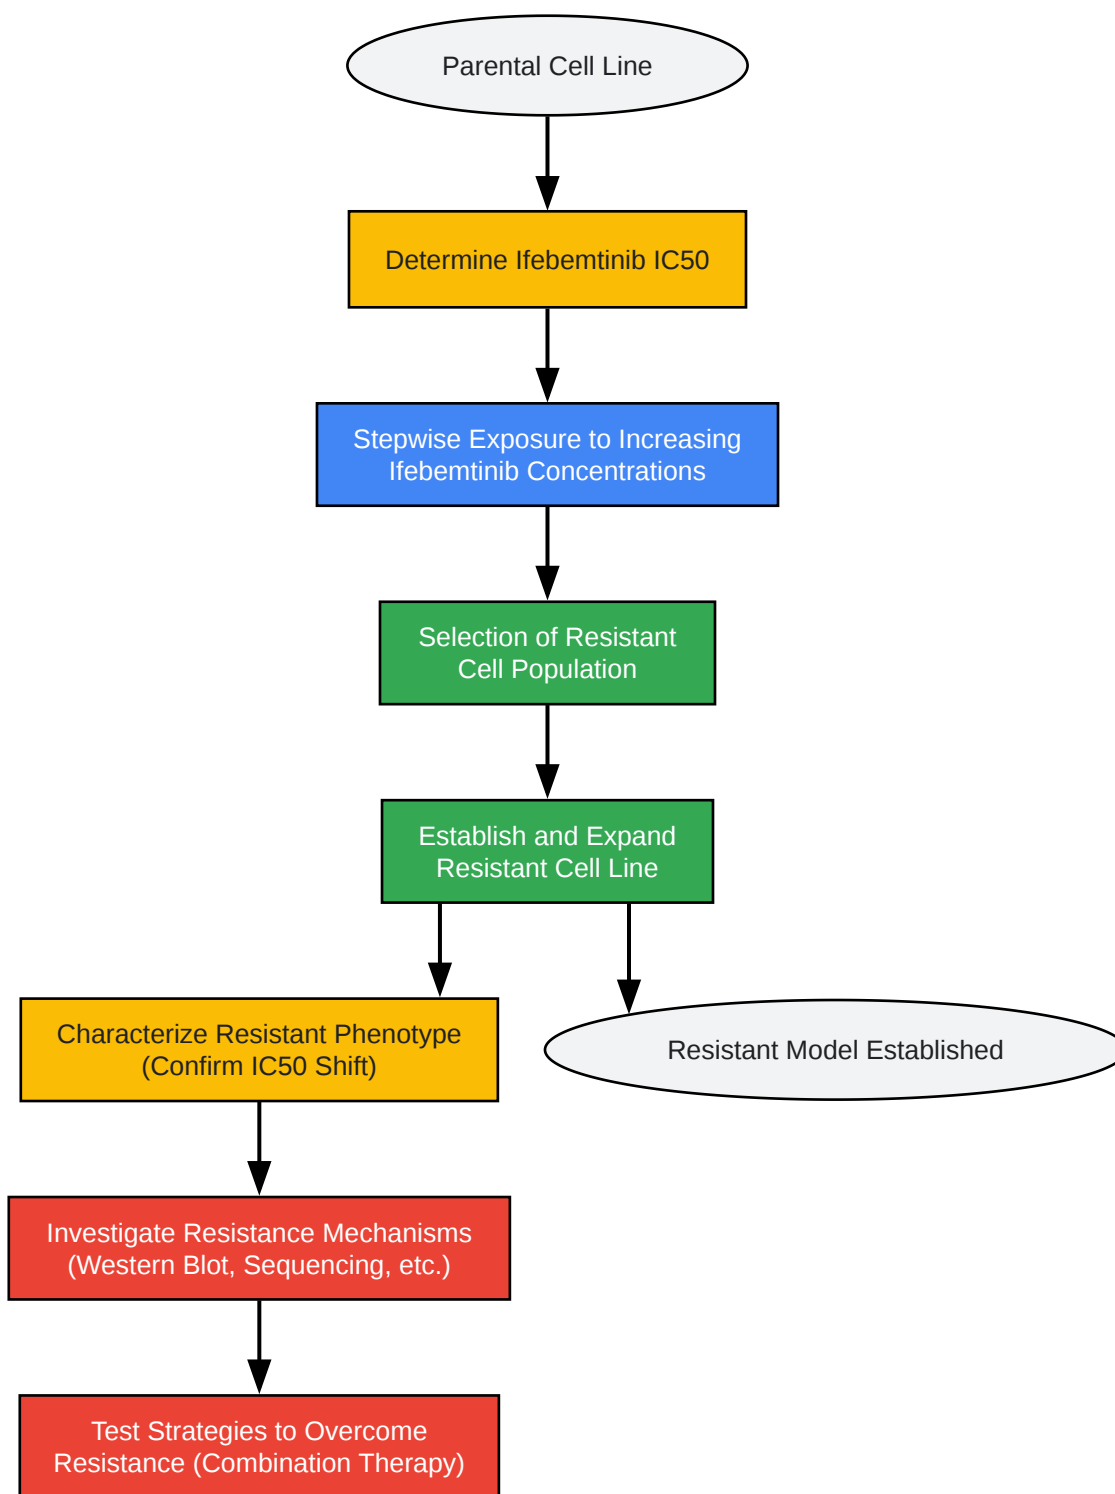 Parental Cell Line
Determine Ifebemtinib IC50
Stepwise Exposure to Increasing
Ifebemtinib Concentrations
Selection of Resistant
Cell Population
Establish and Expand
Resistant Cell Line
Characterize Resistant Phenotype
(Confirm IC50 Shift)
Resistant Model Established
Investigate Resistance Mechanisms
(Western Blot, Sequencing, etc.)
Test Strategies to Overcome
Resistance (Combination Therapy)